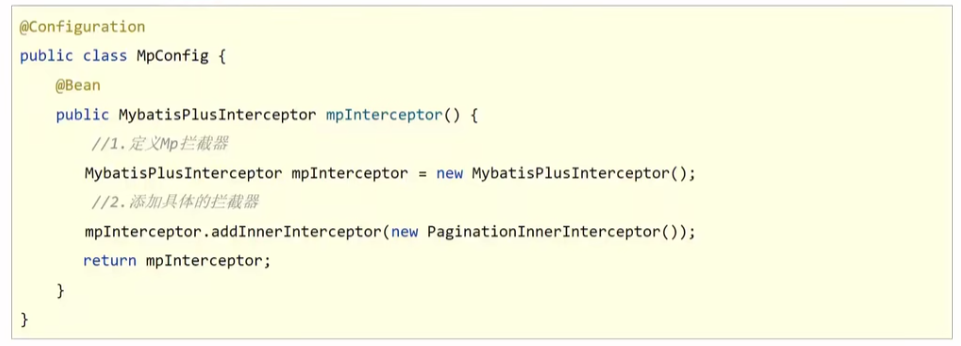 @Configuration
public class MpConfig {
@Bean
public MybatisPlusInterceptor mpInterceptor() {
//1.定义Mp拦截器
MybatisPlusInterceptor mpInterceptor = new MybatisPlusInterceptor();
//2.添加具体的拦截器
mpInterceptor.addInnerInterceptor(new PaginationInnerInterceptor());
return mpInterceptor;
}
}